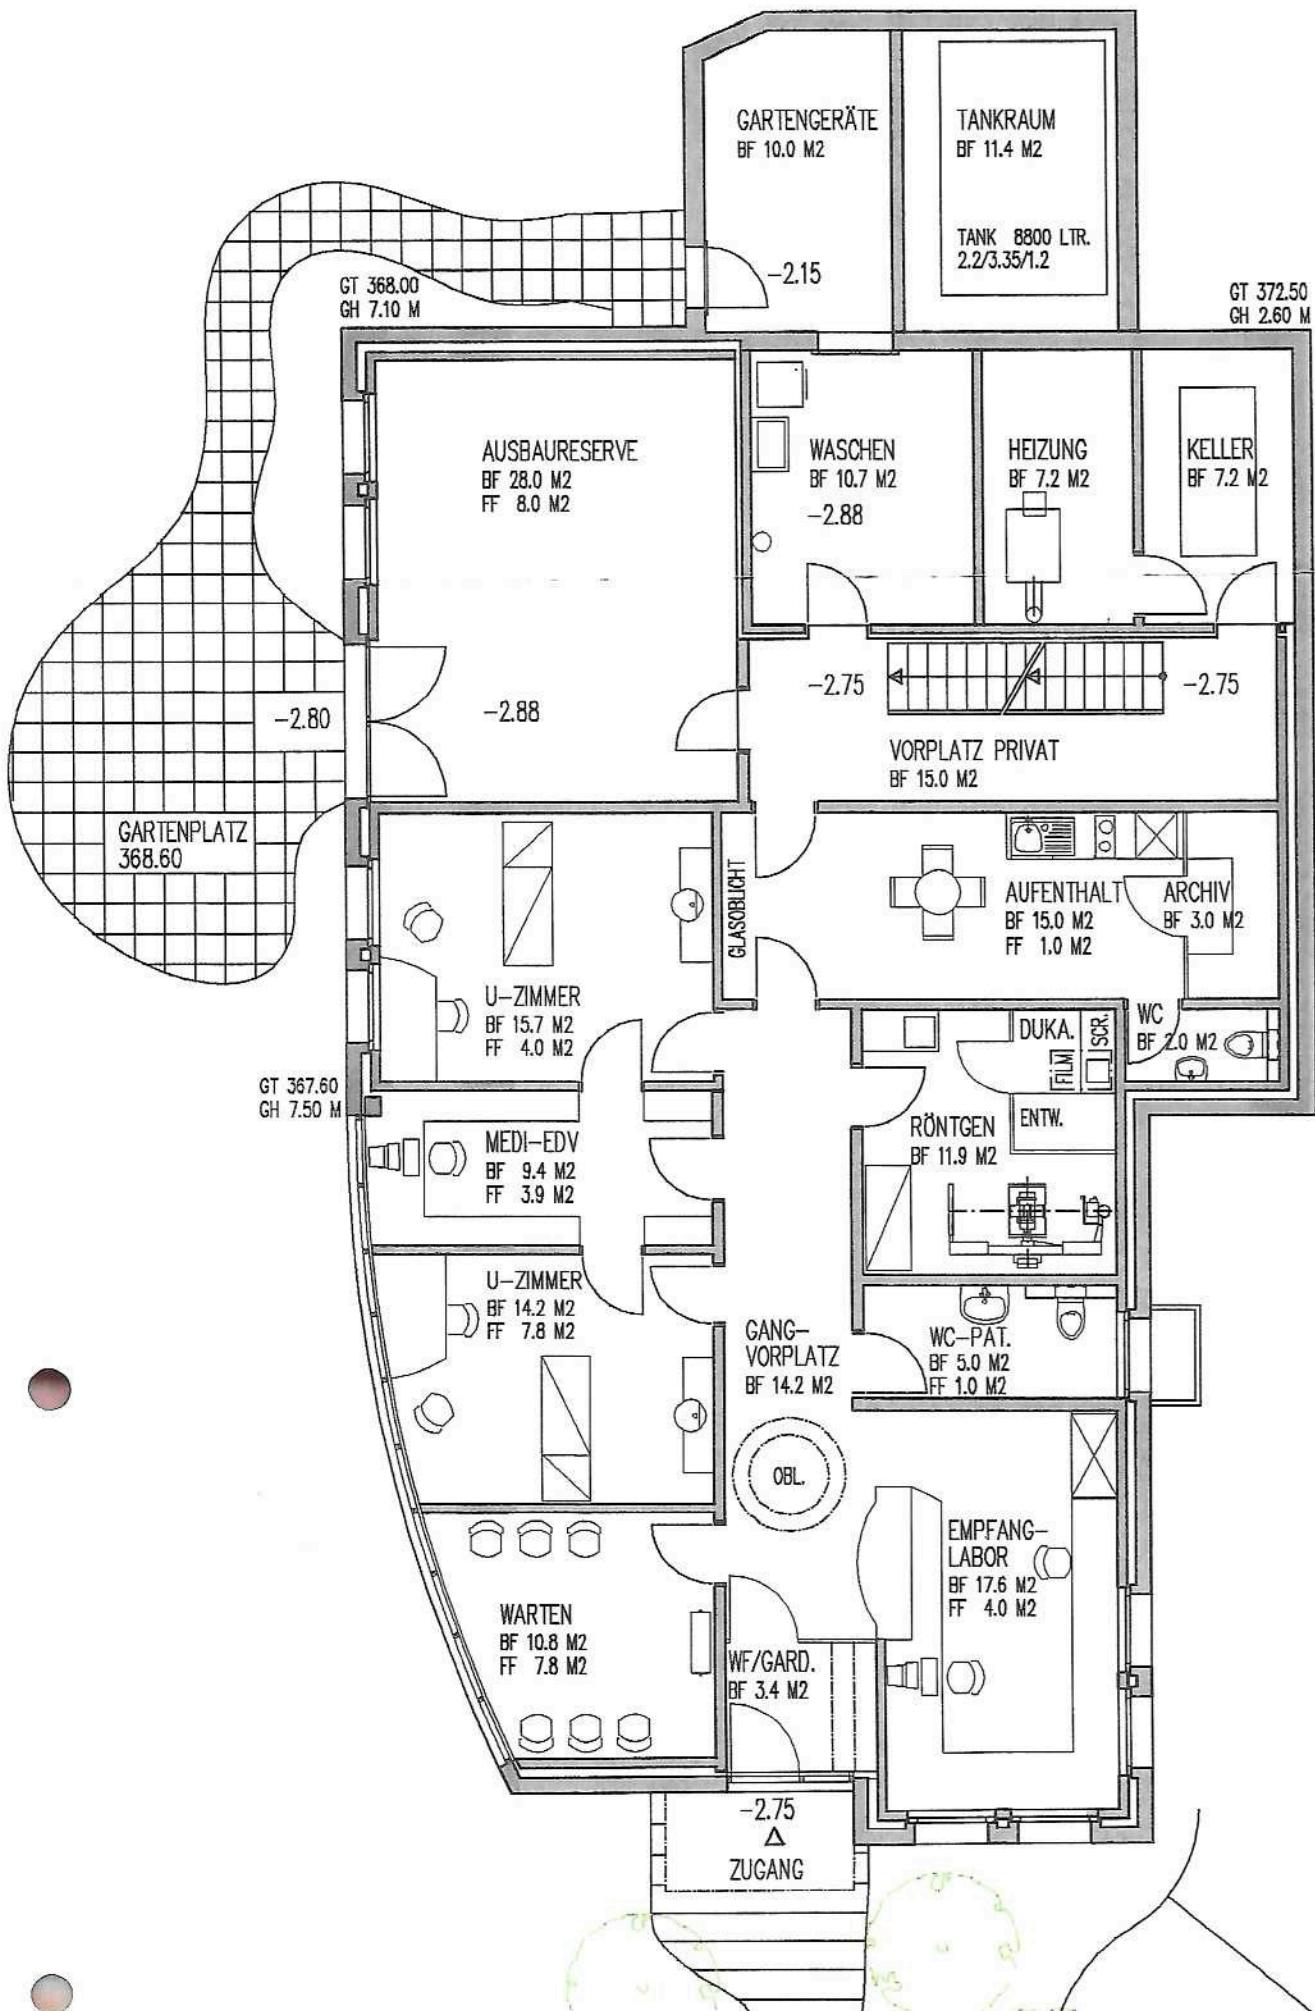 GARTENGERÄTE
BF 10.0 M2
TANKRAUM
BF 11.4 M2
TANK 8800 LTR.
2.2/3.35/1.2
-2.15
GT 368.00
GH 7.10 M
GT 372.50
GH 2.60 M
AUSBAURESERVE
BF 28.0 M2
FF 8.0 M2
WASCHEN
BF 10.7 M2
-2.88
HEIZUNG
BF 7.2 M2
KELLER
BF 7.2 M2
-2.80
-2.88
-2.75
-2.75
VORPLATZ PRIVAT
BF 15.0 M2
GARTENPLATZ
368.60
GLASOBLICHT
AUFENTHALT
BF 15.0 M2
FF 1.0 M2
ARCHIV
BF 3.0 M2
U-ZIMMER
BF 15.7 M2
FF 4.0 M2
WC
BF 2.0 M2
DUKA.
SCR.
FILM
ENTW.
GT 367.60
GH 7.50 M
MEDI-EDV
BF 9.4 M2
FF 3.9 M2
RÖNTGEN
BF 11.9 M2
U-ZIMMER
BF 14.2 M2
FF 7.8 M2
GANG-
VORPLATZ
BF 14.2 M2
WC-PAT.
BF 5.0 M2
FF 1.0 M2
OBL.
EMPFANG-
LABOR
BF 17.6 M2
FF 4.0 M2
WARTEN
BF 10.8 M2
FF 7.8 M2
WF/GARD.
BF 3.4 M2
-2.75
ZUGANG